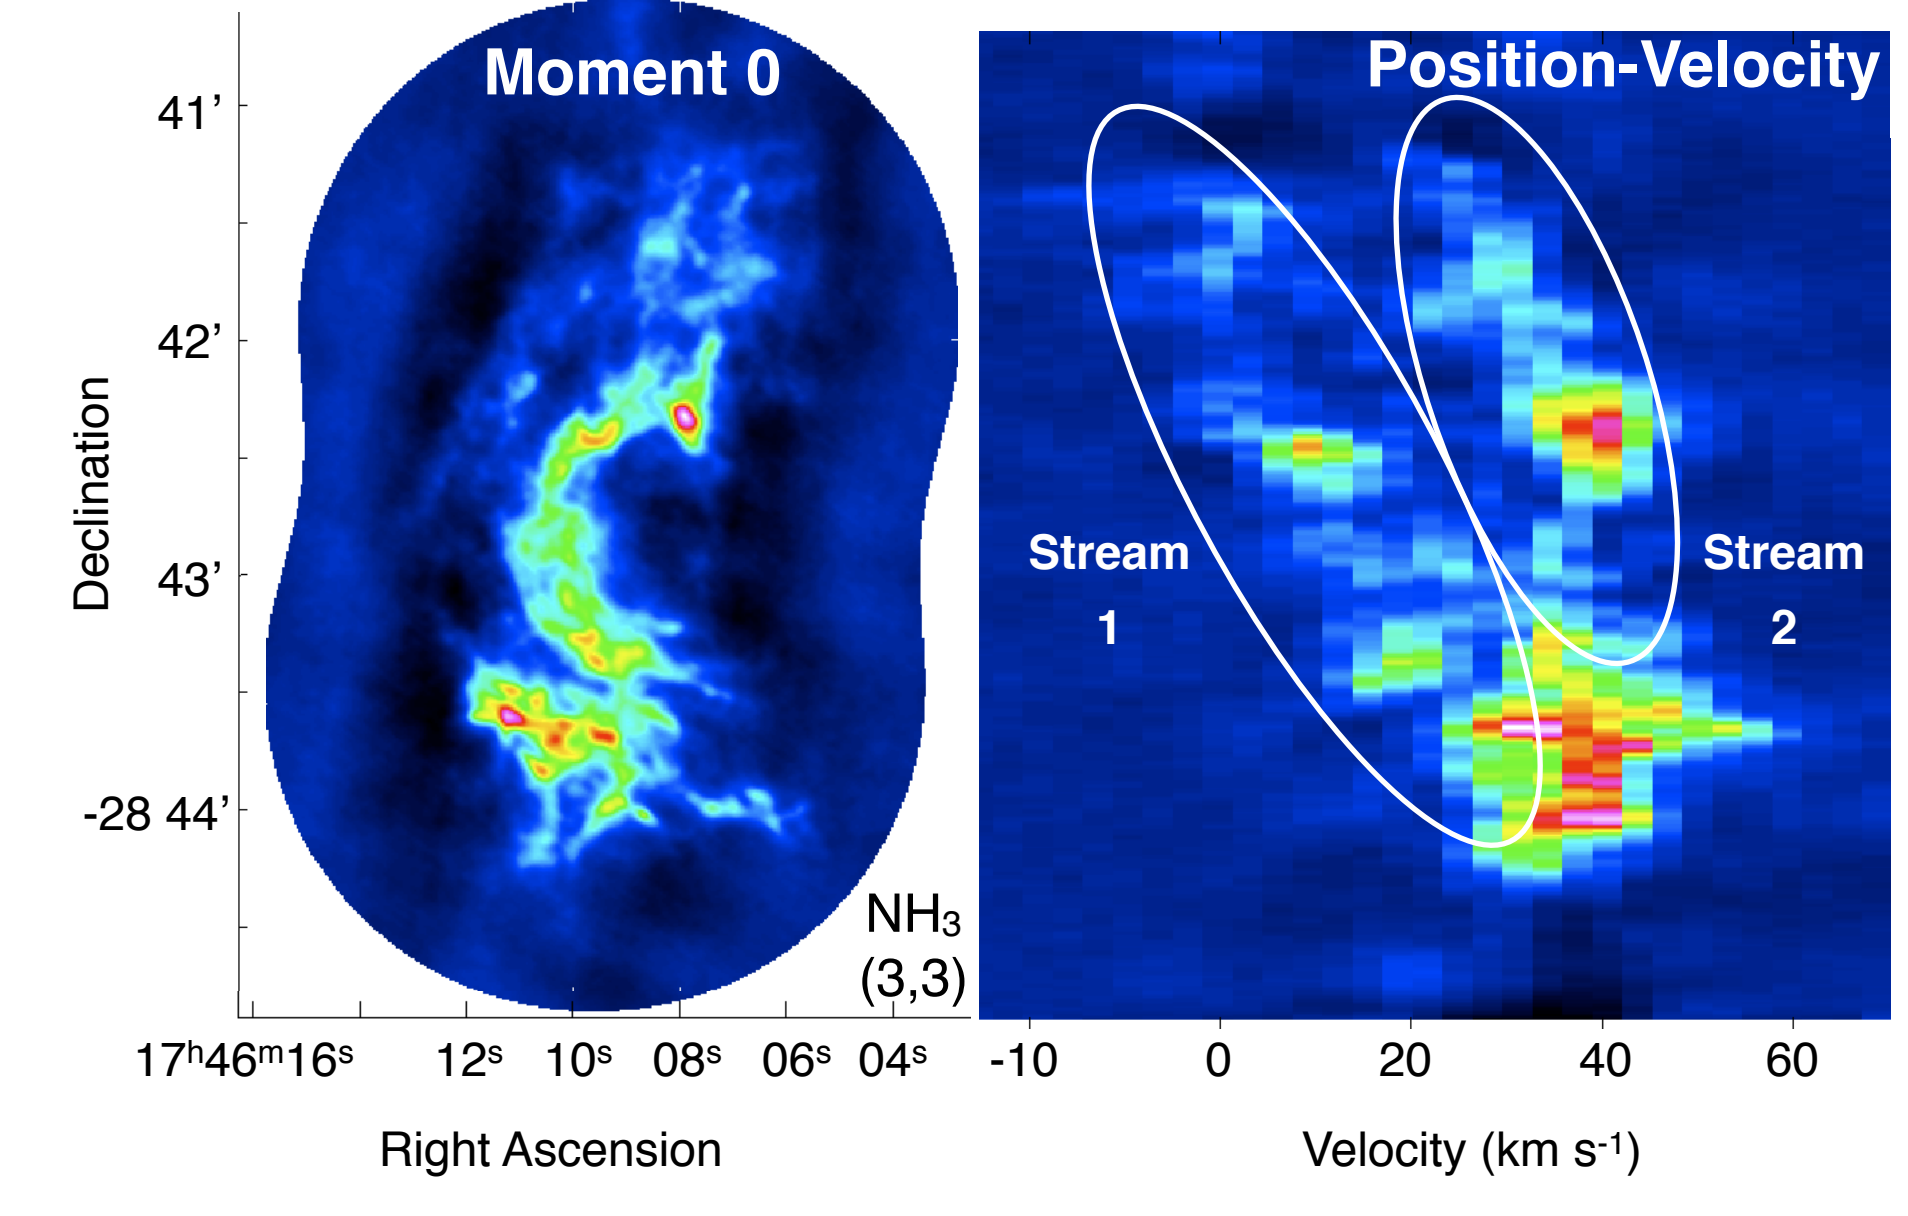 Moment 0
Position-Velocity
41’
42’
43’
-28 44’
Declination
Stream
1
Stream
2
NH₃
(3,3)
17ʰ46ᵐ16ˢ 12ˢ 10ˢ 08ˢ 06ˢ 04ˢ
-10 0 20 40 60
Right Ascension
Velocity (km s⁻¹)